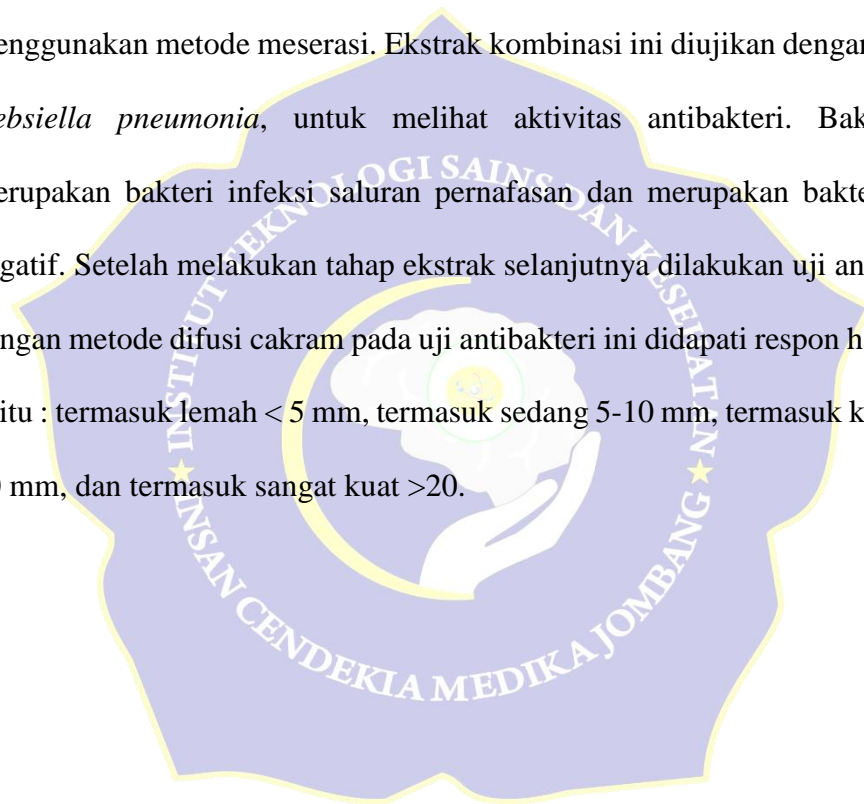 enggunakan metode meserasi. Ekstrak kombinasi ini diujikan dengan
ebsiella pneumonia, untuk melihat aktivitas antibakteri. Bak
erupakan bakteri infeksi saluran pernafasan dan merupakan bakte
gatif. Setelah melakukan tahap ekstrak selanjutnya dilakukan uji an
ngan metode difusi cakram pada uji antibakteri ini didapati respon h
itu : termasuk lemah < 5 mm, termasuk sedang 5-10 mm, termasuk k
0 mm, dan termasuk sangat kuat >20.
INSTITUT TEKNOLOGI SAINS DAN KESEHATAN
INSAN CENDEKIA MEDIKA JOMBANG